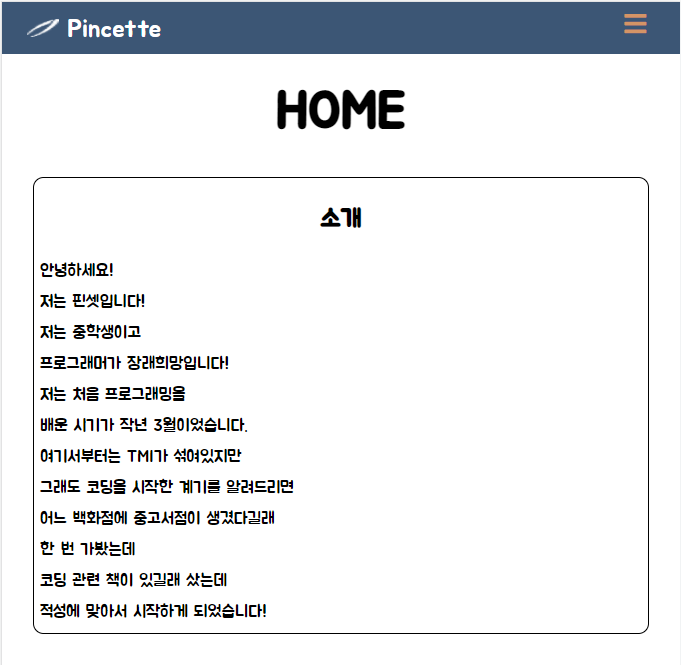 Pincette
HOME
소개
안녕하세요!
저는 핀셋입니다!
저는 중학생이고
프로그래머가 장래희망입니다!
저는 처음 프로그래밍을
배운 시기가 작년 3월이었습니다.
여기서부터는 TMI가 섞여있지만
그래도 코딩을 시작한 계기를 알려드리면
어느 백화점에 중고서점이 생겼다길래
한 번 가봤는데
코딩 관련 책이 있길래 샀는데
적성에 맞아서 시작하게 되었습니다!